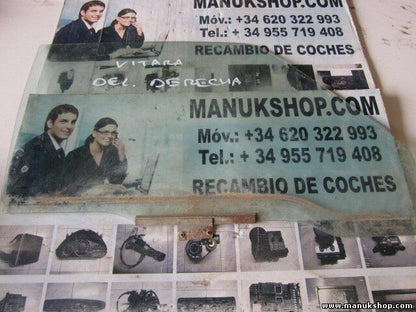 MANUKSHOP.COM
Móv.: +34 620 322 993
Tel.: + 34 955 719 408
RECAMBIO DE COCHES
VITARA
DEL. DERECHA
MANUKSHOP.COM
Móv.: +34 620 322 993
Tel.: + 34 955 719 408
RECAMBIO DE COCHES
www.manukshop.com